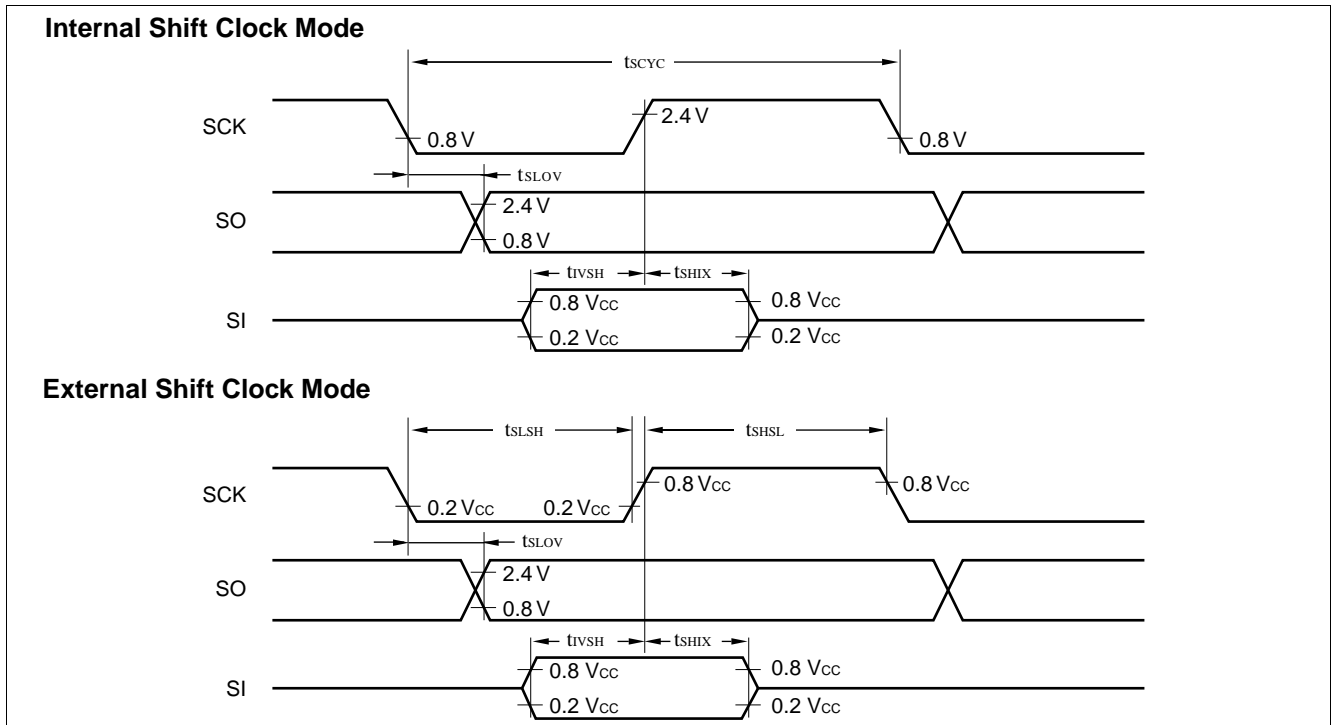 Internal Shift Clock Mode
tSCYC
SCK
0.8 V
2.4 V
0.8 V
tSLOV
SO
2.4 V
0.8 V
tIVSH
tSHIX
SI
0.8 VCC
0.8 VCC
0.2 VCC
0.2 VCC
External Shift Clock Mode
tSLSH
tSHSL
SCK
0.8 VCC
0.8 VCC
0.2 VCC
0.2 VCC
tSLOV
SO
2.4 V
0.8 V
tIVSH
tSHIX
SI
0.8 VCC
0.8 VCC
0.2 VCC
0.2 VCC